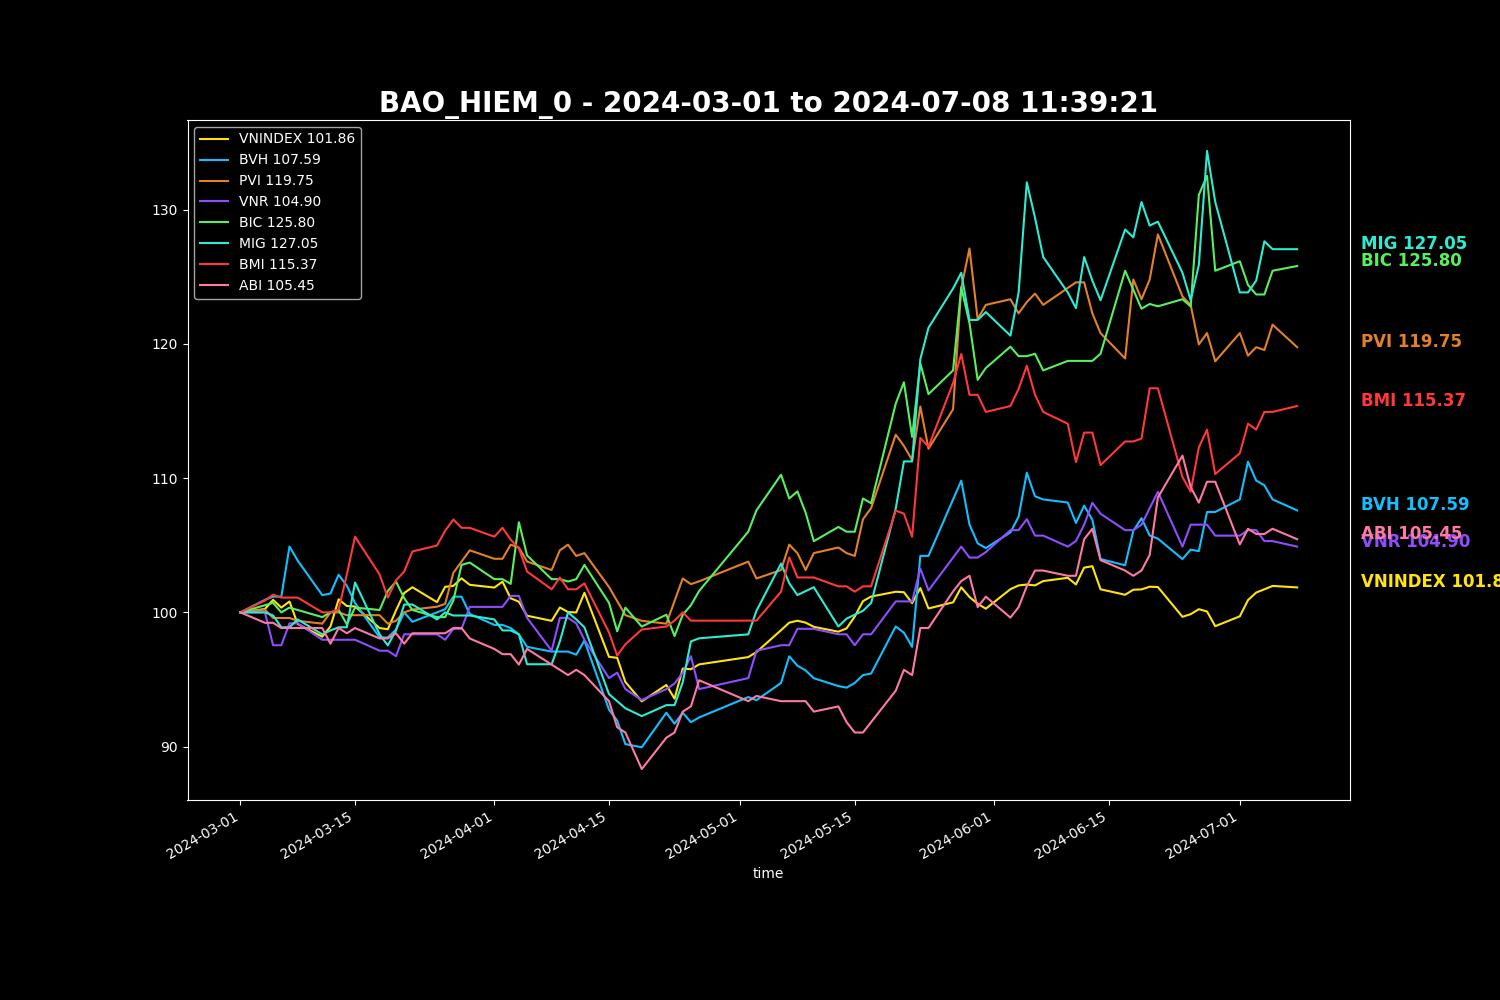 BAO_HIEM_0 - 2024-03-01 to 2024-07-08 11:39:21
VNINDEX 101.86
BVH 107.59
PVI 119.75
VNR 104.90
BIC 125.80
MIG 127.05
BMI 115.37
ABI 105.45
130
120
110
100
90
MIG 127.05
BIC 125.80
PVI 119.75
BMI 115.37
BVH 107.59
ABI 105.45
VNR 104.90
VNINDEX 101.8
2024-03-01
2024-03-15
2024-04-01
2024-04-15
2024-05-01
2024-05-15
2024-06-01
2024-06-15
2024-07-01
time